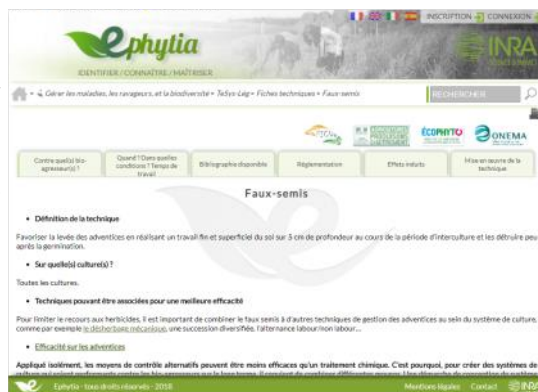 INSCRIPTION CONNEXION
ephytia
INRA
IDENTIFIER / CONNAÎTRE / MAÎTRISER
• Gérer les maladies, les ravageurs, et la biodiversité • TaSys-Lég • Fiches techniques • Faux-semis
RECHERCHER
ÉCOPHYTO ONEMA
Contre quel(s) bio-agresseur(s) ?
Quand ? Dans quelles conditions ? Temps de travail
Bibliographie disponible
Réglementation
Effets induits
Mise en œuvre de la technique
Faux-semis
• Définition de la technique
Favoriser la levée des adventices en réalisant un travail fin et superficiel du sol sur 5 cm de profondeur au cours de la période d'interculture et les détruire peu
après la germination.
• Sur quelle(s) culture(s) ?
Toutes les cultures.
• Techniques pouvant être associées pour une meilleure efficacité
Pour limiter le recours aux herbicides, il est important de combiner le faux semis à d'autres techniques de gestion des adventices au sein du système de culture,
comme par exemple le désherbage mécanique, une succession diversifiée, l'alternance labour/non labour...
• Efficacité sur les adventices
Appliqué isolément, les moyens de contrôle alternatifs peuvent être moins efficaces qu'un traitement chimique. C'est pourquoi, pour créer des systèmes de
Ephytia - tous droits réservés - 2018
Mentions légales Contact INRA